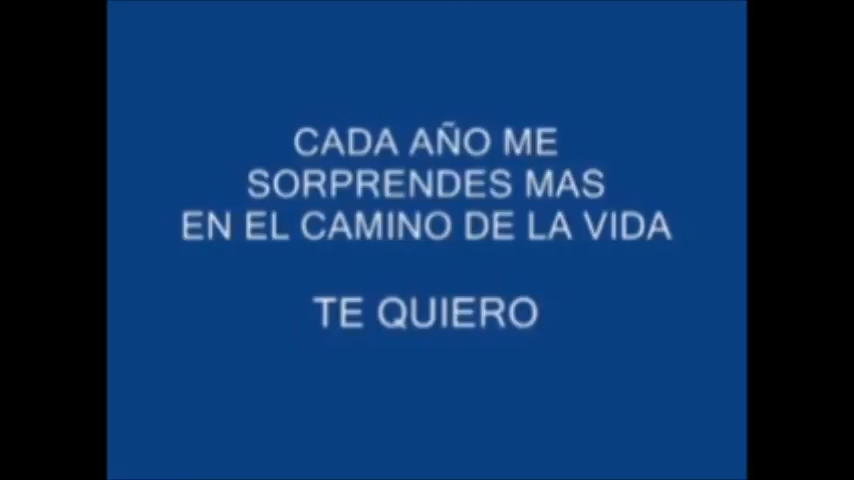 CADA AÑO ME
SORPRENDES MAS
EN EL CAMINO DE LA VIDA
TE QUIERO